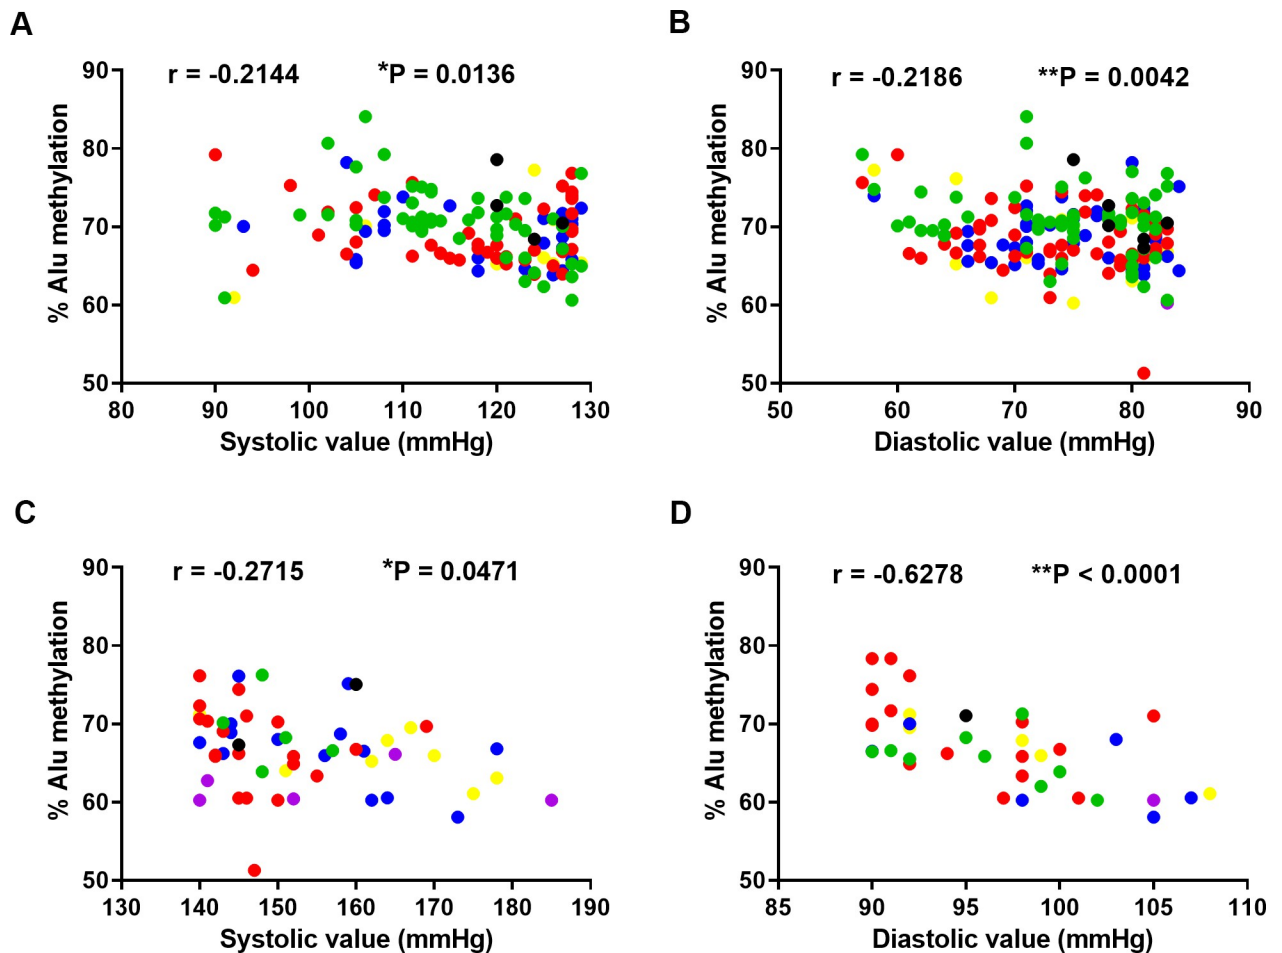 A
r = -0.2144 *P = 0.0136
% Alu methylation
90
80
70
60
50
80 90 100 110 120 130
Systolic value (mmHg)
B
r = -0.2186 **P = 0.0042
% Alu methylation
90
80
70
60
50
50 60 70 80 90
Diastolic value (mmHg)
C
r = -0.2715 *P = 0.0471
% Alu methylation
90
80
70
60
50
130 140 150 160 170 180 190
Systolic value (mmHg)
D
r = -0.6278 **P < 0.0001
% Alu methylation
90
80
70
60
50
85 90 95 100 105 110
Diastolic value (mmHg)